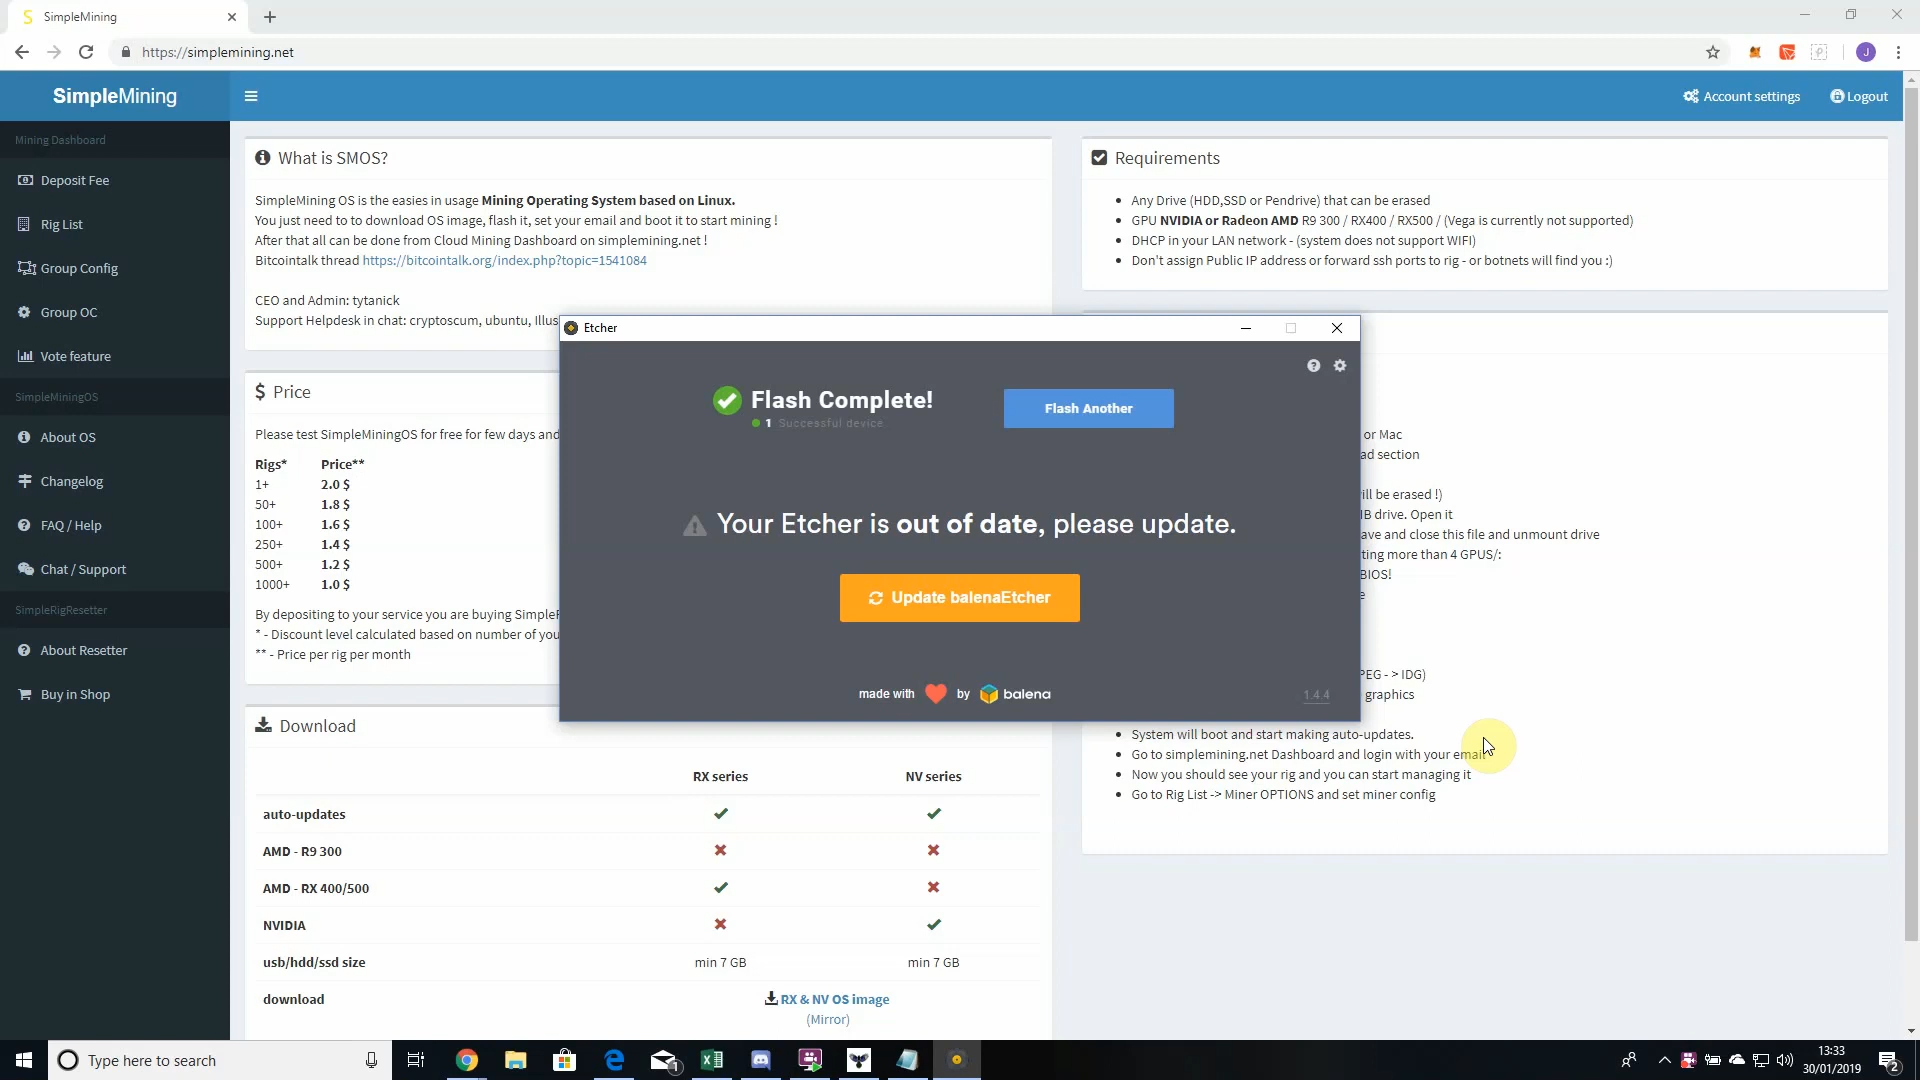 SimpleMining
https://simplemining.net
J
SimpleMining
Account settings
Logout
Mining Dashboard
Deposit Fee
Rig List
Group Config
Group OC
Vote feature
SimpleMiningOS
About OS
Changelog
FAQ / Help
Chat / Support
SimpleRigResetter
About Resetter
Buy in Shop
What is SMOS?
SimpleMining OS is the easies in usage Mining Operating System based on Linux.
You just need to to download OS image, flash it, set your email and boot it to start mining !
After that all can be done from Cloud Mining Dashboard on simplemining.net !
Bitcointalk thread https://bitcointalk.org/index.php?topic=1541084
CEO and Admin: tytanick
Support Helpdesk in chat: cryptoscum, ubuntu, Illus
$ Price
Please test SimpleMiningOS for free for few days and
Rigs* Price**
1+ 2.0 $
50+ 1.8 $
100+ 1.6 $
250+ 1.4 $
500+ 1.2 $
1000+ 1.0 $
By depositing to your service you are buying SimpleR
* - Discount level calculated based on number of you
** - Price per rig per month
Download
RX series NV series
auto-updates
AMD - R9 300
AMD - RX 400/500
NVIDIA
usb/hdd/ssd size min 7 GB min 7 GB
download RX & NV OS image
(Mirror)
Requirements
Any Drive (HDD,SSD or Pendrive) that can be erased
GPU NVIDIA or Radeon AMD R9 300 / RX400 / RX500 / (Vega is currently not supported)
DHCP in your LAN network - (system does not support WIFI)
Don't assign Public IP address or forward ssh ports to rig - or botnets will find you :)
Etcher
Flash Complete!
1 Successful device
Flash Another
Your Etcher is out of date, please update.
Update balenaEtcher
made with by balena
1.4.4
or Mac
ad section
ill be erased !)
B drive. Open it
ave and close this file and unmount drive
ting more than 4 GPUS/:
BIOS!
e
PEG - > IDG)
graphics
System will boot and start making auto-updates.
Go to simplemining.net Dashboard and login with your email
Now you should see your rig and you can start managing it
Go to Rig List -> Miner OPTIONS and set miner config
Type here to search
1
13:33
30/01/2019
2